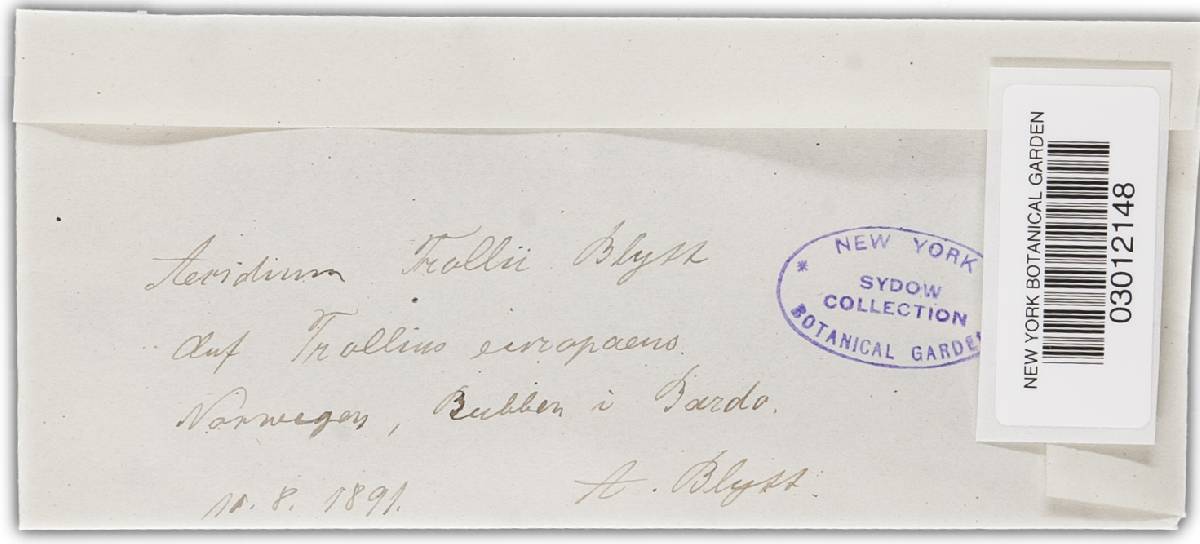 Aecidium Trollii Blytt
Auf Trollius europaeus
Norwegen, Bubben i Bardo.
8. 1891.
A. Blytt.
* NEW YORK
SYDOW
COLLECTION
BOTANICAL GARDEN
NEW YORK BOTANICAL GARDEN
03012148